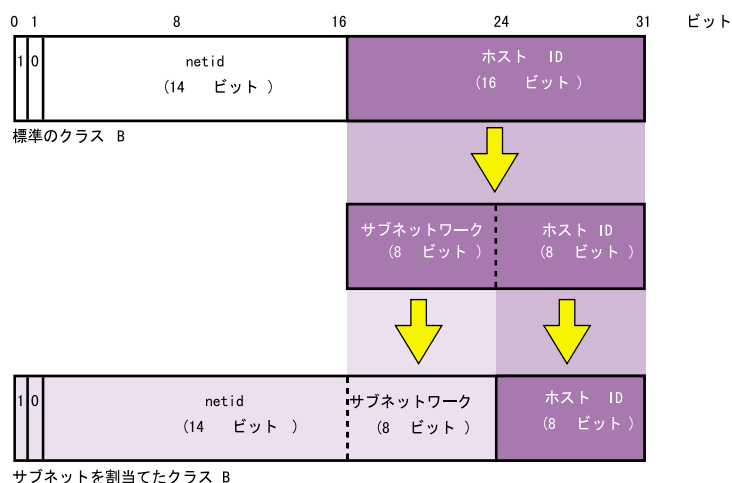 0 1 8 16 24 31 ビット
1 0 netid ホスト ID
(14 ビット ) (16 ビット )
標準のクラス B
サブネットワーク ホスト ID
(8 ビット ) (8 ビット )
1 0 netid サブネットワーク ホスト ID
(14 ビット ) (8 ビット ) (8 ビット )
サブネットを割当てたクラス B